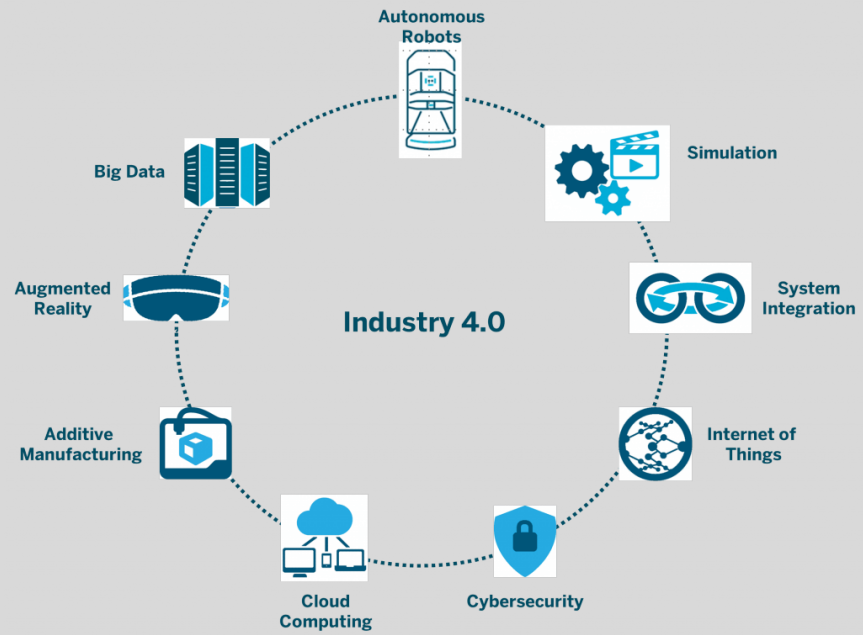 Autonomous
Robots
Simulation
System
Integration
Internet of
Things
Cybersecurity
Cloud
Computing
Additive
Manufacturing
Augmented
Reality
Big Data
Industry 4.0